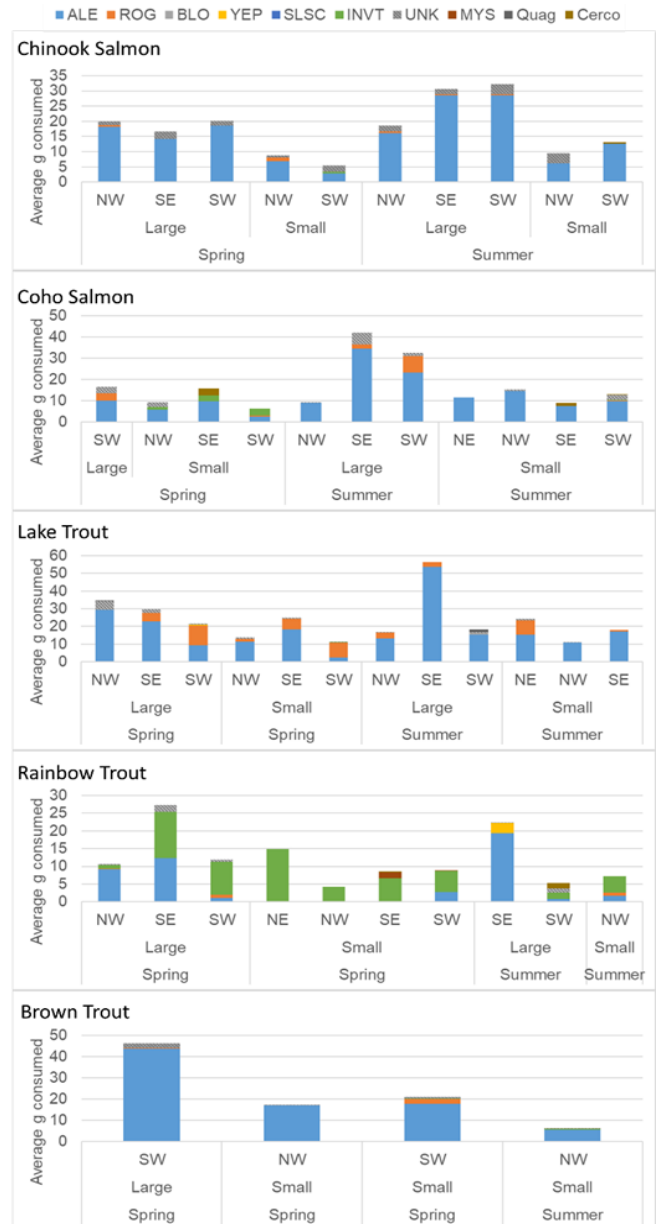 ALE ROG BLO YEP SLSC INVT UNK MYS Quag Cerco
Chinook Salmon
Average g consumed
35
30
25
20
15
10
5
0
NW SE SW NW SW NW SE SW NW SW
Large Small Large Small
Spring Summer
Coho Salmon
Average g consumed
50
40
30
20
10
0
SW NW SE SW NW SE SW NE NW SE SW
Large Small Large Small
Spring Summer Summer
Lake Trout
Average g consumed
60
50
40
30
20
10
0
NW SE SW NW SE SW NW SE SW NE NW SE
Large Small Large Small
Spring Spring Summer Summer
Rainbow Trout
Average g consumed
30
25
20
15
10
5
0
NW SE SW NE NW SE SW SE SW NW
Large Small Large Small
Spring Spring Summer Summer
Brown Trout
Average g consumed
50
40
30
20
10
0
SW NW SW NW
Large Small Small Small
Spring Spring Spring Summer